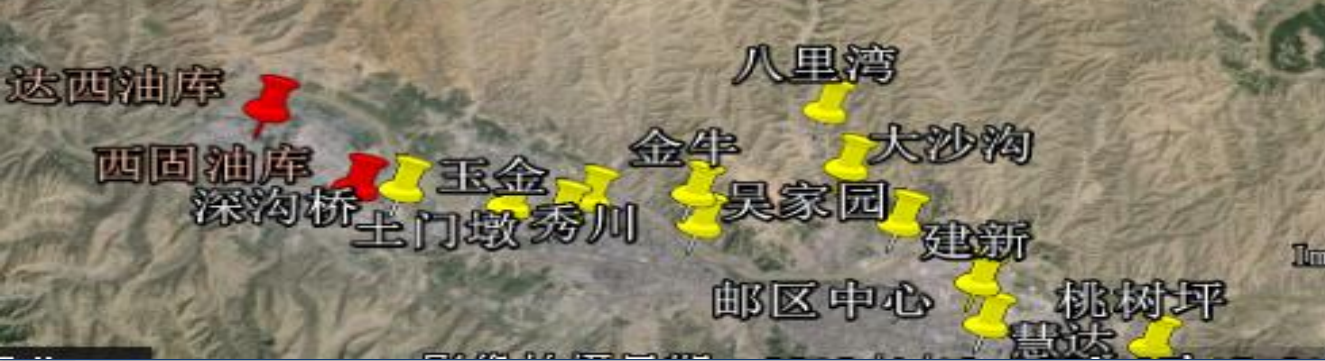 八里湾
达西油库
金牛
大沙沟
西固油库
玉金
深沟桥
土门墩
秀川
吴家园
建新
邮区中心
桃树坪
慧达
Im